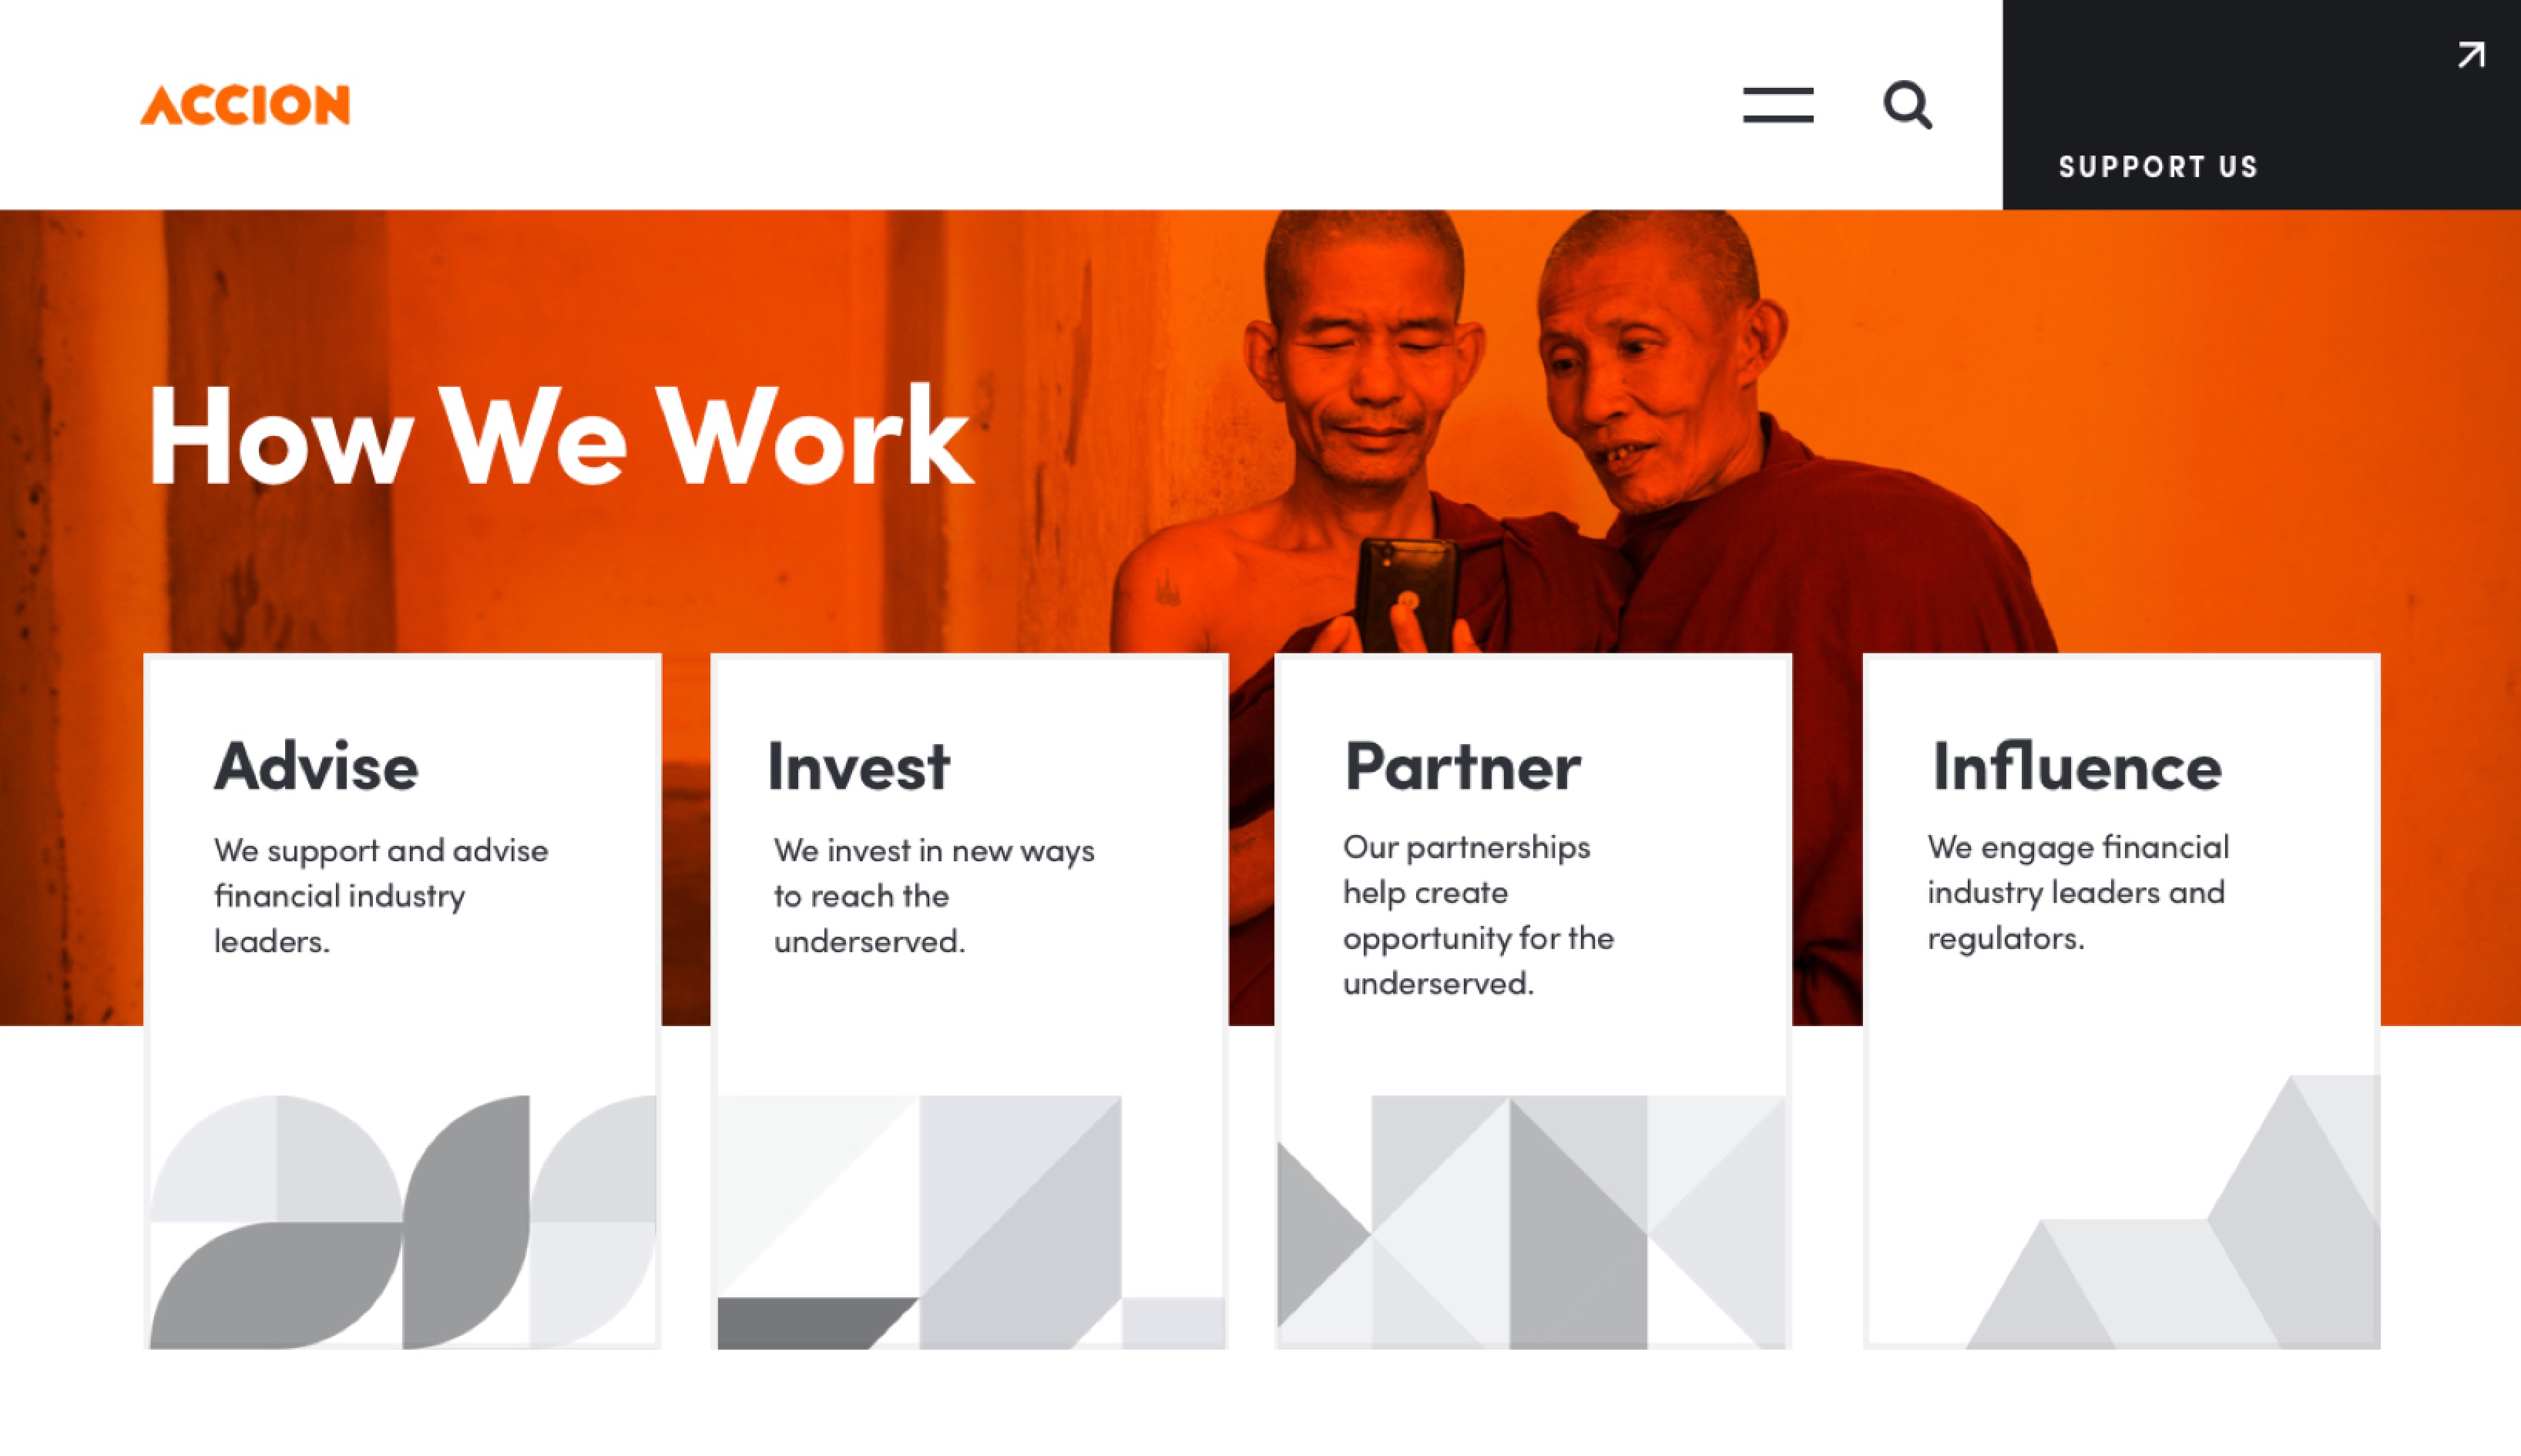 ACCION
SUPPORT US
How We Work
Advise
We support and advise
financial industry
leaders.
Invest
We invest in new ways
to reach the
underserved.
Partner
Our partnerships
help create
opportunity for the
underserved.
Influence
We engage financial
industry leaders and
regulators.